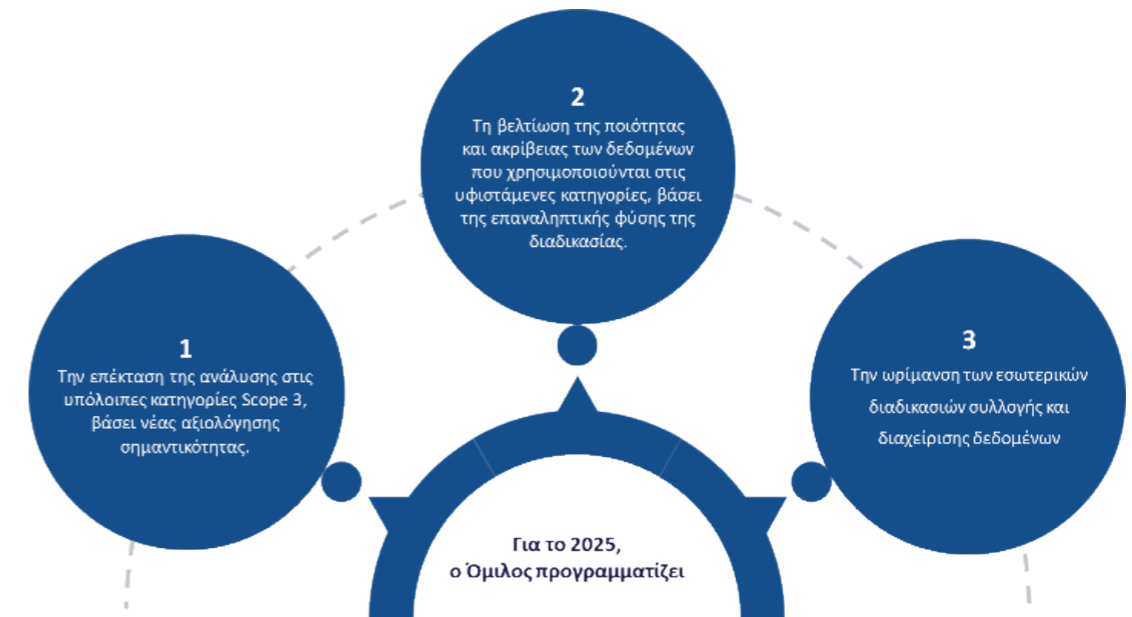 2
Τη βελτίωση της ποιότητας
και ακρίβειας των δεδομένων
που χρησιμοποιούνται στις
υφιστάμενες κατηγορίες, βάσει
της επαναληπτικής φύσης της
διαδικασίας.
1
Την επέκταση της ανάλυσης στις
υπόλοιπες κατηγορίες Scope 3,
βάσει νέας αξιολόγησης
σημαντικότητας.
3
Την ωρίμανση των εσωτερικών
διαδικασιών συλλογής και
διαχείρισης δεδομένων
Για το 2025,
ο Όμιλος προγραμματίζει